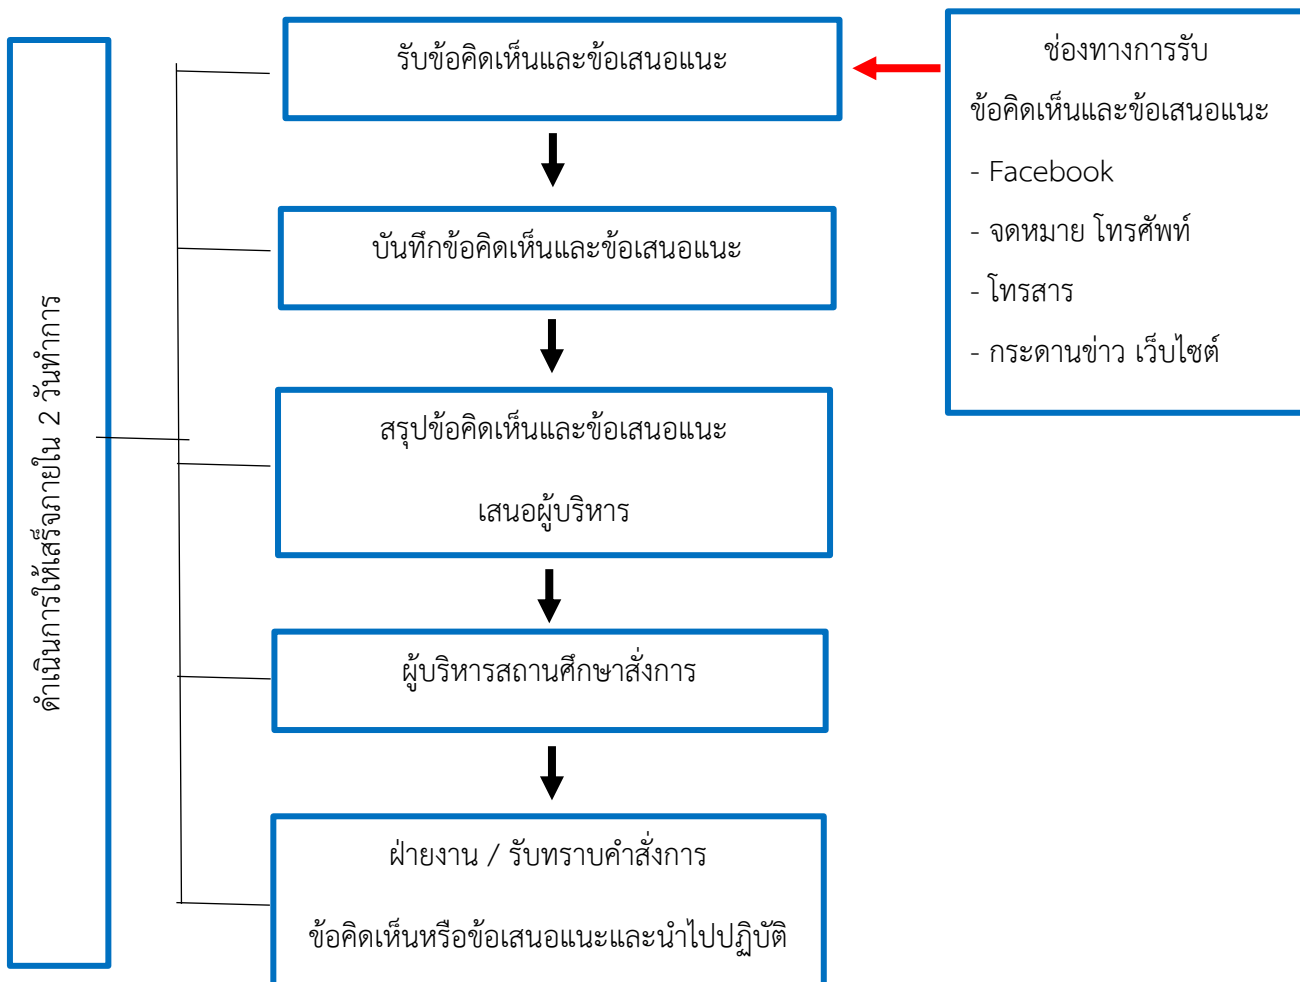 ดำเนินการให้เสร็จภายใน 2 วันทำการ
รับข้อคิดเห็นและข้อเสนอแนะ
บันทึกข้อคิดเห็นและข้อเสนอแนะ
สรุปข้อคิดเห็นและข้อเสนอแนะ
เสนอผู้บริหาร
ผู้บริหารสถานศึกษาสั่งการ
ฝ่ายงาน / รับทราบคำสั่งการ
ข้อคิดเห็นหรือข้อเสนอแนะและนำไปปฏิบัติ
ช่องทางการรับ
ข้อคิดเห็นและข้อเสนอแนะ
- Facebook
- จดหมาย โทรศัพท์
- โทรสาร
- กระดานข่าว เว็บไซต์